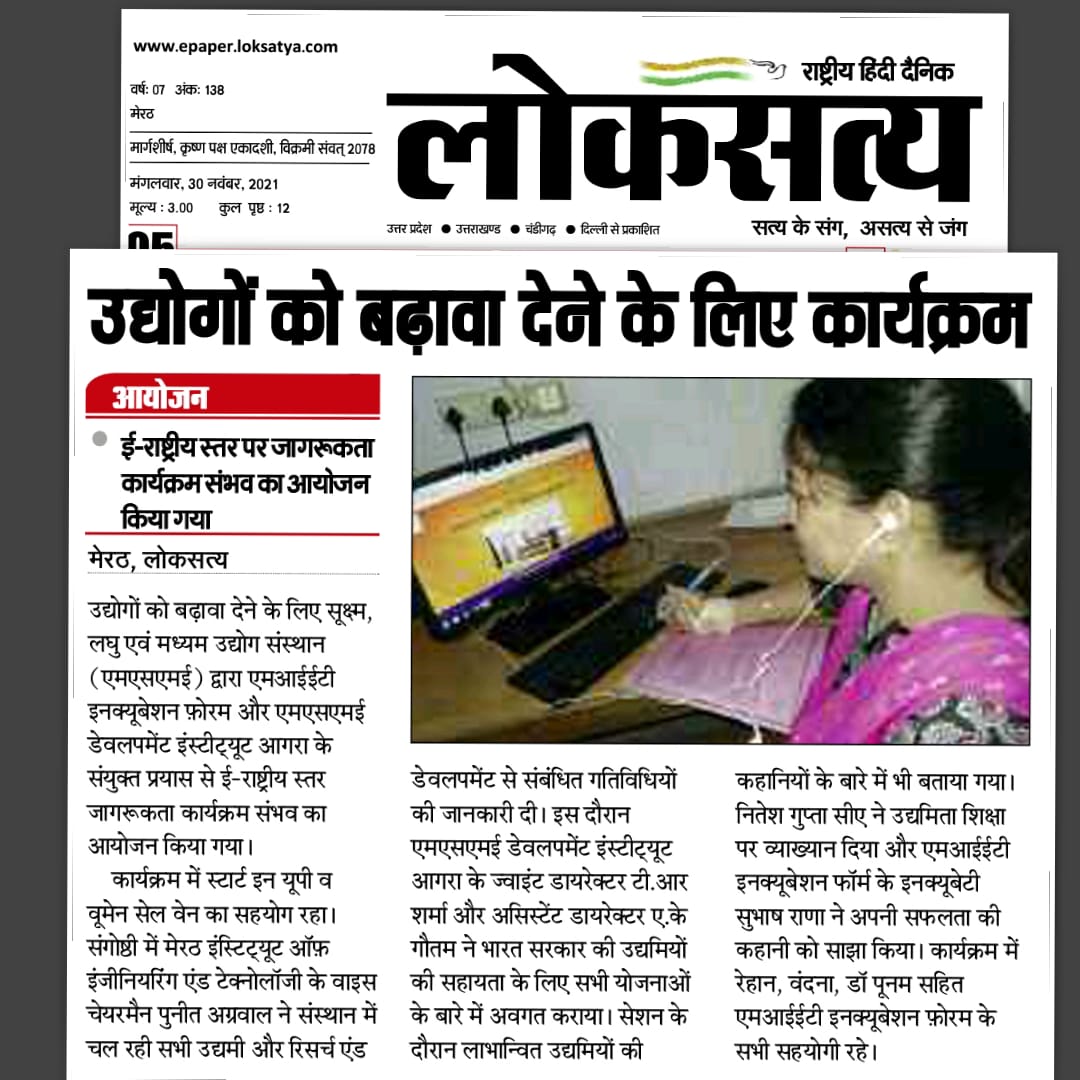 www.epaper.loksatya.com
वर्ष: 07 अंक: 138
मेरठ
मार्गशीर्ष, कृष्ण पक्ष एकादशी, विक्रमी संवत् 2078
मंगलवार, 30 नवंबर, 2021
मूल्य : 3.00 कुल पृष्ठ : 12
राष्ट्रीय हिंदी दैनिक
लोकसत्य
उत्तर प्रदेश ● उत्तराखण्ड ● चंडीगढ़ ● दिल्ली से प्रकाशित
सत्य के संग, असत्य से जंग
उद्योगों को बढ़ावा देने के लिए कार्यक्रम
आयोजन
ई-राष्ट्रीय स्तर पर जागरूकता
कार्यक्रम संभव का आयोजन
किया गया
मेरठ, लोकसत्य
उद्योगों को बढ़ावा देने के लिए सूक्ष्म,
लघु एवं मध्यम उद्योग संस्थान
(एमएसएमई) द्वारा एमआईईटी
इनक्यूबेशन फ़ोरम और एमएसएमई
डेवलपमेंट इंस्टीट्यूट आगरा के
संयुक्त प्रयास से ई-राष्ट्रीय स्तर
जागरूकता कार्यक्रम संभव का
आयोजन किया गया।
कार्यक्रम में स्टार्ट इन यूपी व
वूमेन सेल वेन का सहयोग रहा।
संगोष्ठी में मेरठ इंस्टिट्यूट ऑफ़
इंजीनियरिंग एंड टेक्नोलॉजी के वाइस
चेयरमैन पुनीत अग्रवाल ने संस्थान में
चल रही सभी उद्यमी और रिसर्च एंड
डेवलपमेंट से संबंधित गतिविधियों
की जानकारी दी। इस दौरान
एमएसएमई डेवलपमेंट इंस्टीट्यूट
आगरा के ज्वाइंट डायरेक्टर टी.आर
शर्मा और असिस्टेंट डायरेक्टर ए.के
गौतम ने भारत सरकार की उद्यमियों
की सहायता के लिए सभी योजनाओं
के बारे में अवगत कराया। सेशन के
दौरान लाभान्वित उद्यमियों की
कहानियों के बारे में भी बताया गया।
नितेश गुप्ता सीए ने उद्यमिता शिक्षा
पर व्याख्यान दिया और एमआईईटी
इनक्यूबेशन फॉर्म के इनक्यूबेटी
सुभाष राणा ने अपनी सफलता की
कहानी को साझा किया। कार्यक्रम में
रेहान, वंदना, डॉ पूनम सहित
एमआईईटी इनक्यूबेशन फ़ोरम के
सभी सहयोगी रहे।